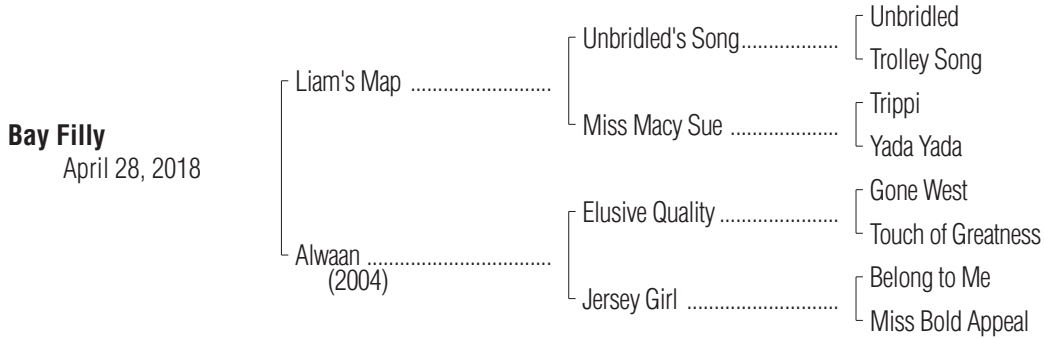 Bay Filly
April 28, 2018
Liam's Map ..........................
Alwaan ..................................
(2004)
Unbridled's Song..................
Miss Macy Sue ....................
Elusive Quality ......................
Jersey Girl ............................
Unbridled
Trolley Song
Trippi
Yada Yada
Gone West
Touch of Greatness
Belong to Me
Miss Bold Appeal